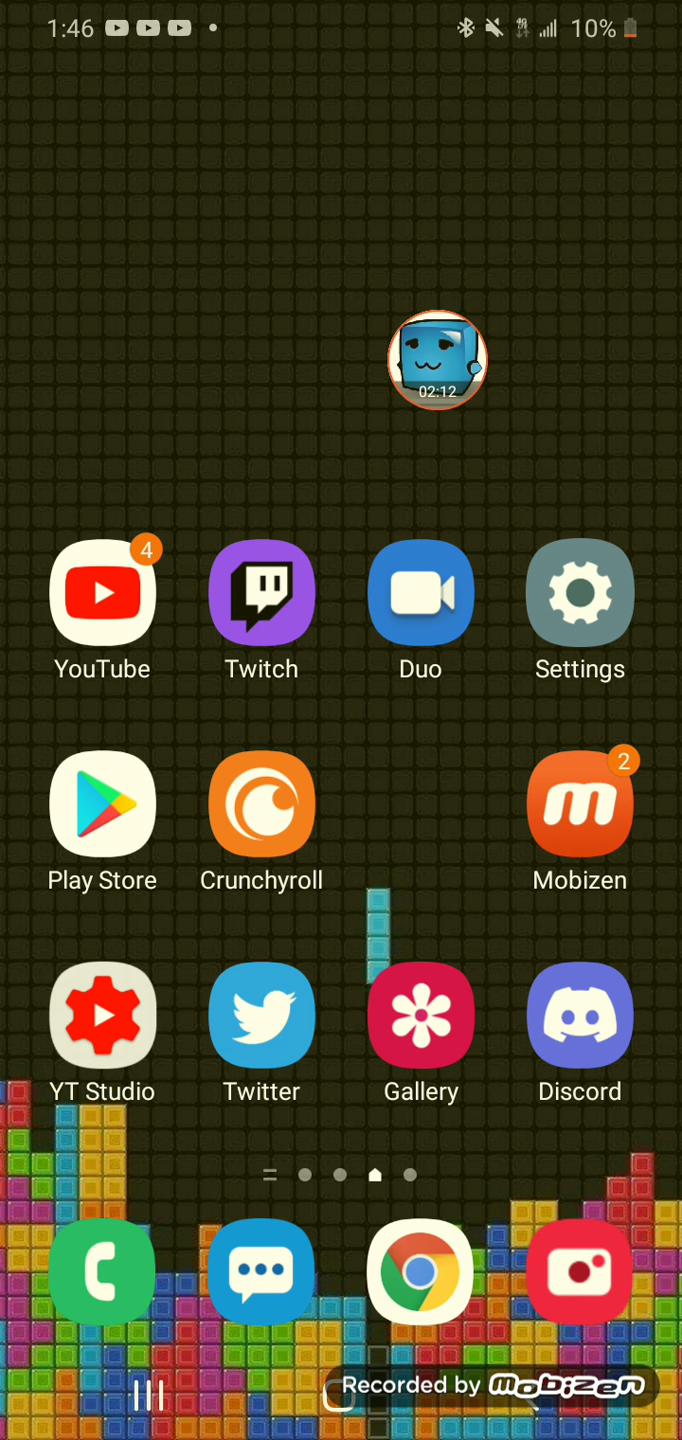 1:46
10%
02:12
4
YouTube Twitch Duo Settings
2
Play Store Crunchyroll Mobizen
YT Studio Twitter Gallery Discord
Recorded by mobizen